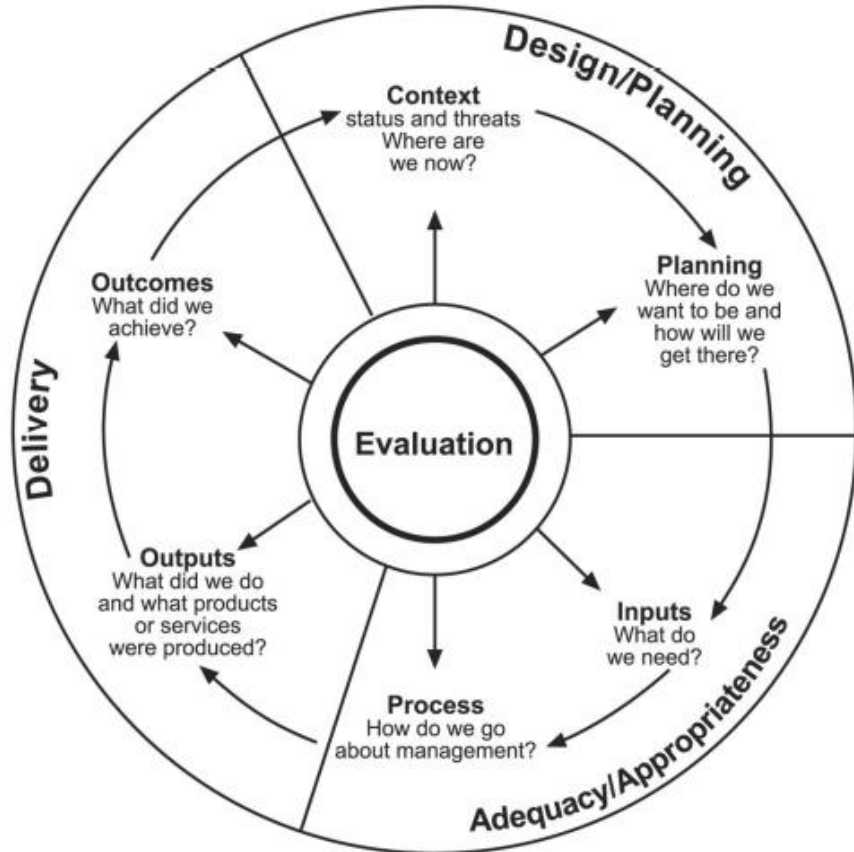 Design/Planning
Context
status and threats
Where are
we now?
Planning
Where do we
want to be and
how will we
get there?
Outcomes
What did we
achieve?
Delivery
Evaluation
Outputs
What did we do
and what products
or services
were produced?
Inputs
What do
we need?
Process
How do we go
about management?
Adequacy/Appropriateness